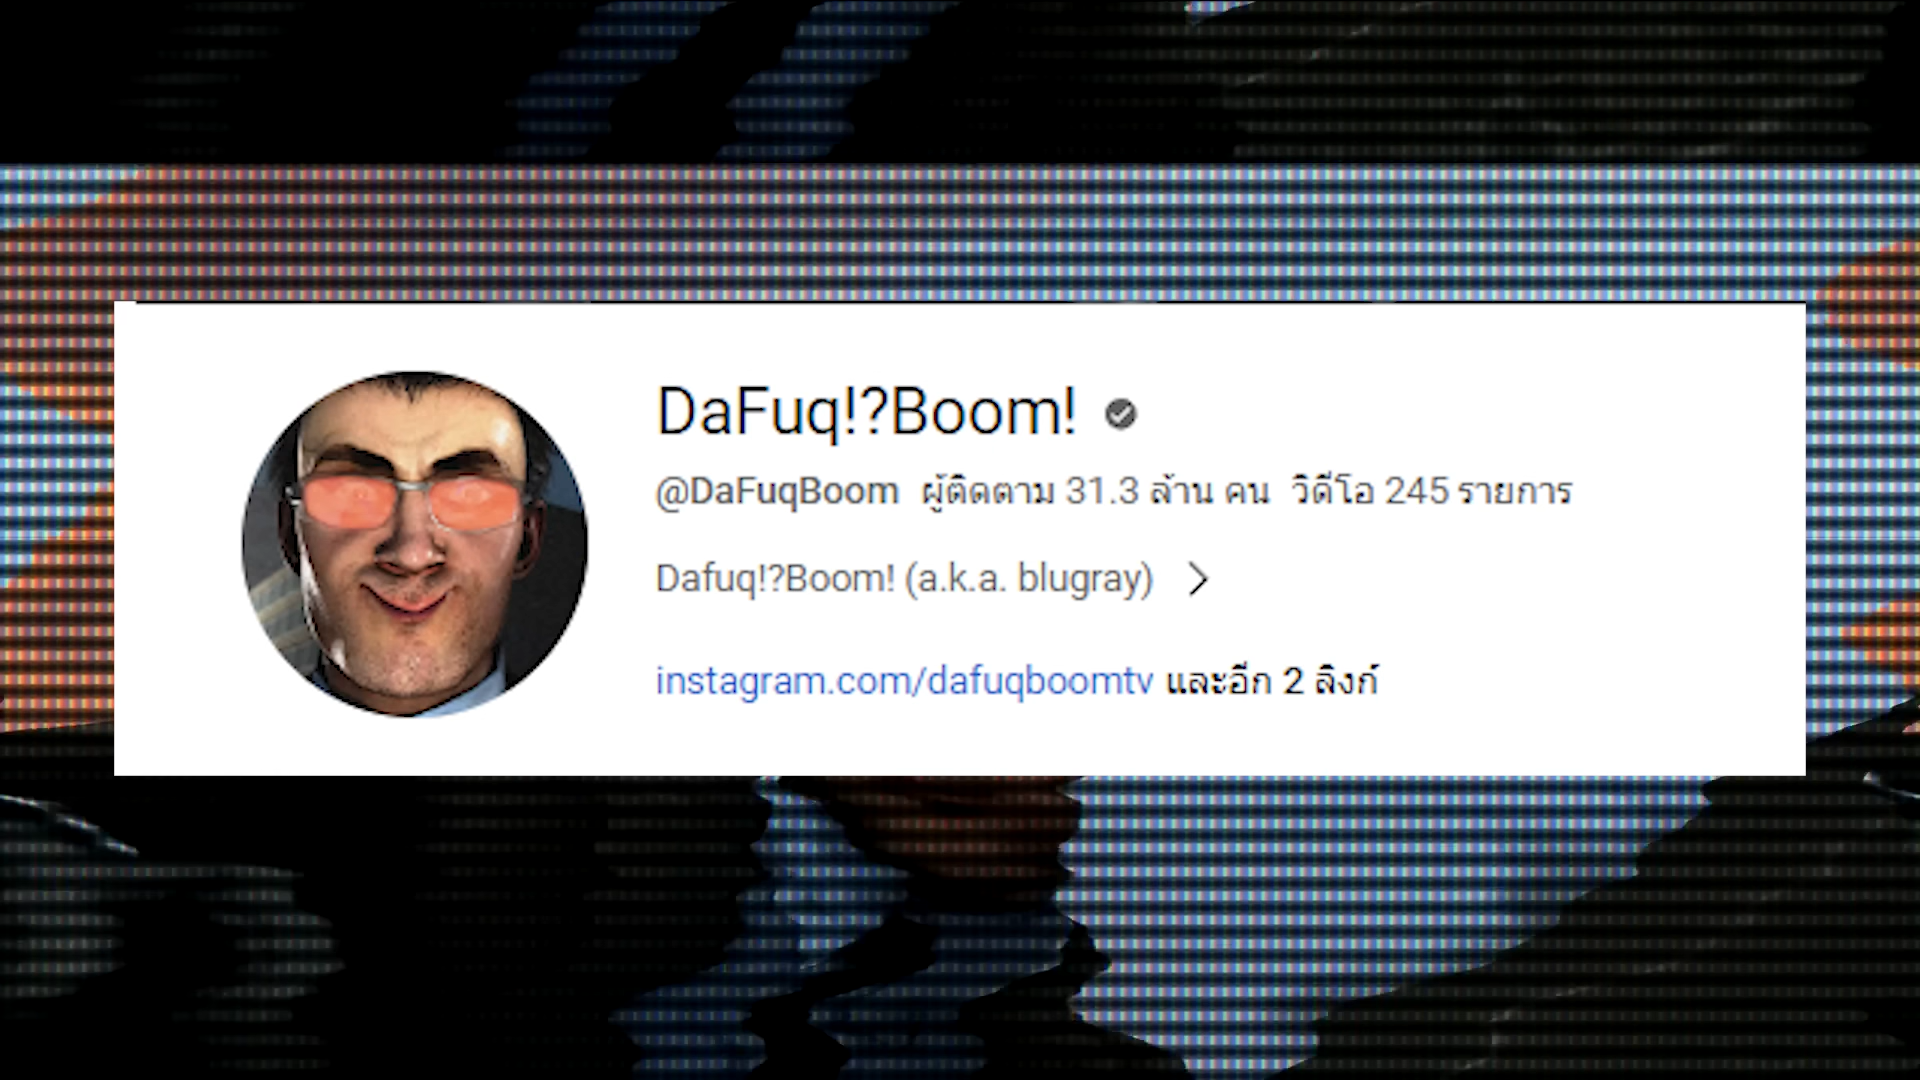 DaFuq!?Boom!
@DaFuqBoom ผู้ติดตาม 31.3 ล้าน คน วิดีโอ 245 รายการ
Dafuq!?Boom! (a.k.a. blugray)
instagram.com/dafuqboomtv และอีก 2 ลิงก์